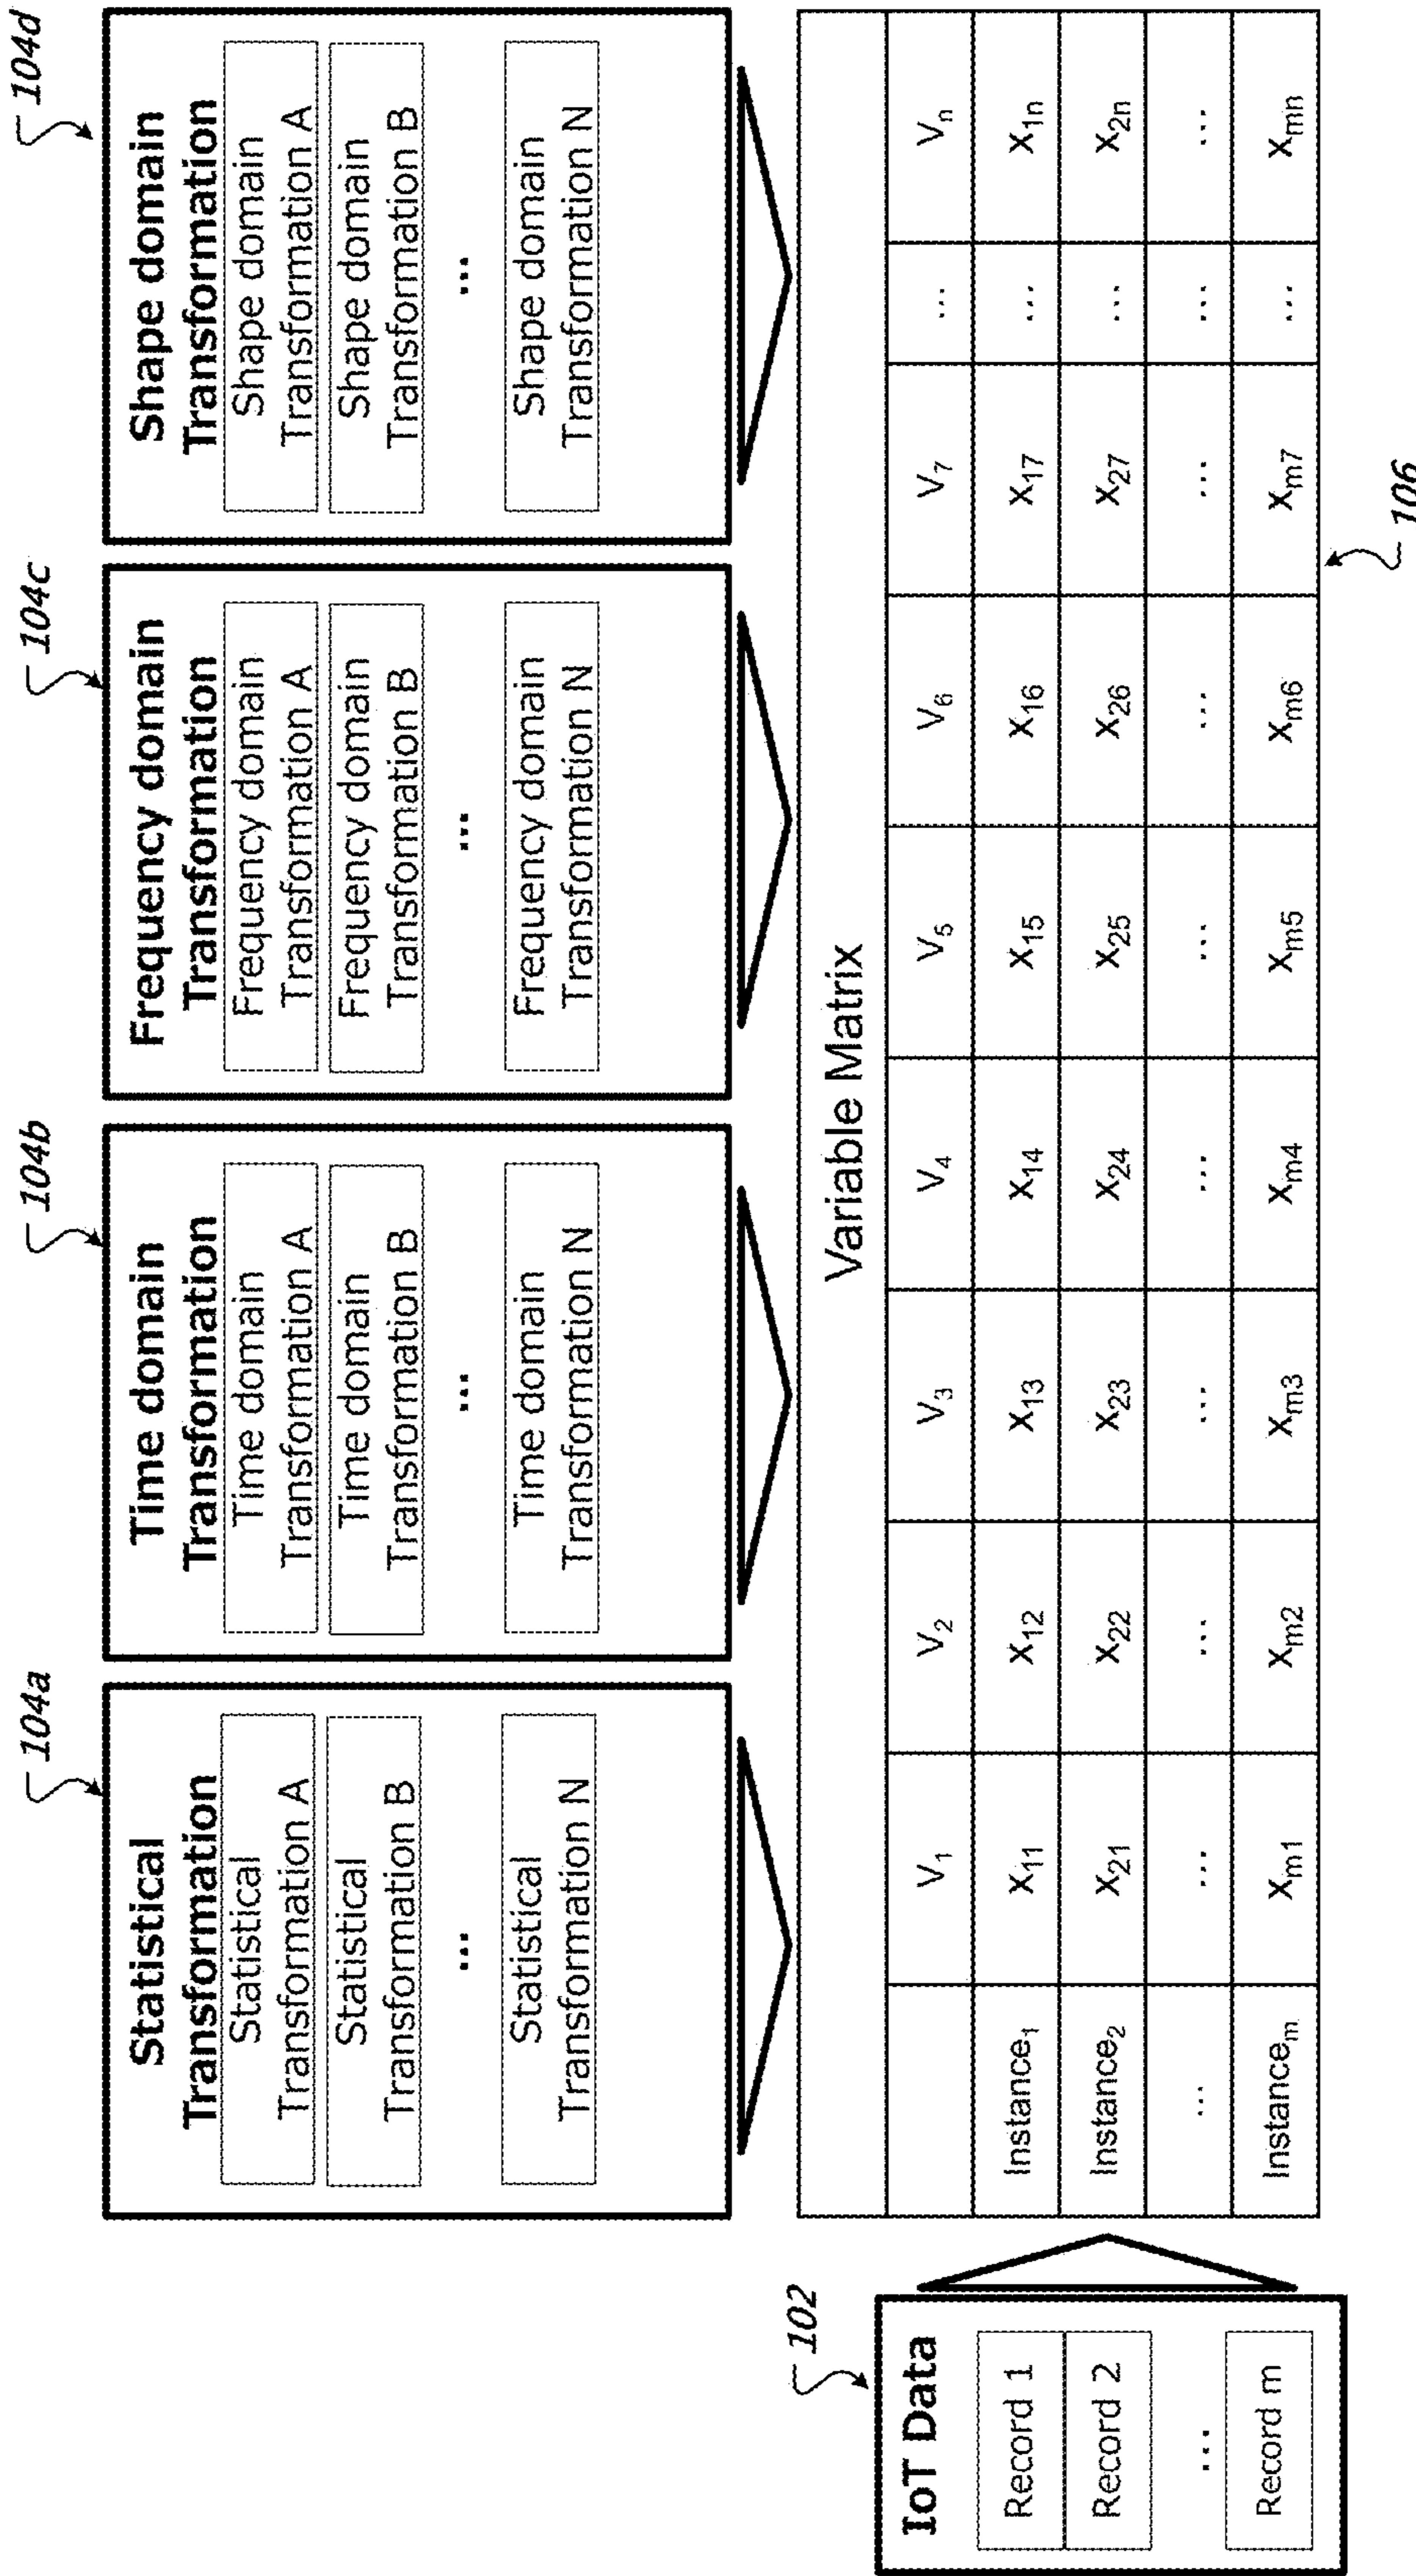 104a
Statistical
Transformation
Statistical
Transformation A
Statistical
Transformation B
...
Statistical
Transformation N
104b
Time domain
Transformation
Time domain
Transformation A
Time domain
Transformation B
...
Time domain
Transformation N
104c
Frequency domain
Transformation
Frequency domain
Transformation A
Frequency domain
Transformation B
...
Frequency domain
Transformation N
104d
Shape domain
Transformation
Shape domain
Transformation A
Shape domain
Transformation B
...
Shape domain
Transformation N
102
IoT Data
Record 1
Record 2
...
Record m
Variable Matrix
V₁ V₂ V₃ V₄ V₅ V₆ V₇ ... Vₙ
Instance₁ X₁₁ X₁₂ X₁₃ X₁₄ X₁₅ X₁₆ X₁₇ ... X₁ₙ
Instance₂ X₂₁ X₂₂ X₂₃ X₂₄ X₂₅ X₂₆ X₂₇ ... X₂ₙ
... ... ... ... ... ... ... ... ... ...
Instanceₘ Xₘ₁ Xₘ₂ Xₘ₃ Xₘ₄ Xₘ₅ Xₘ₆ Xₘ₇ ... Xₘₙ
106